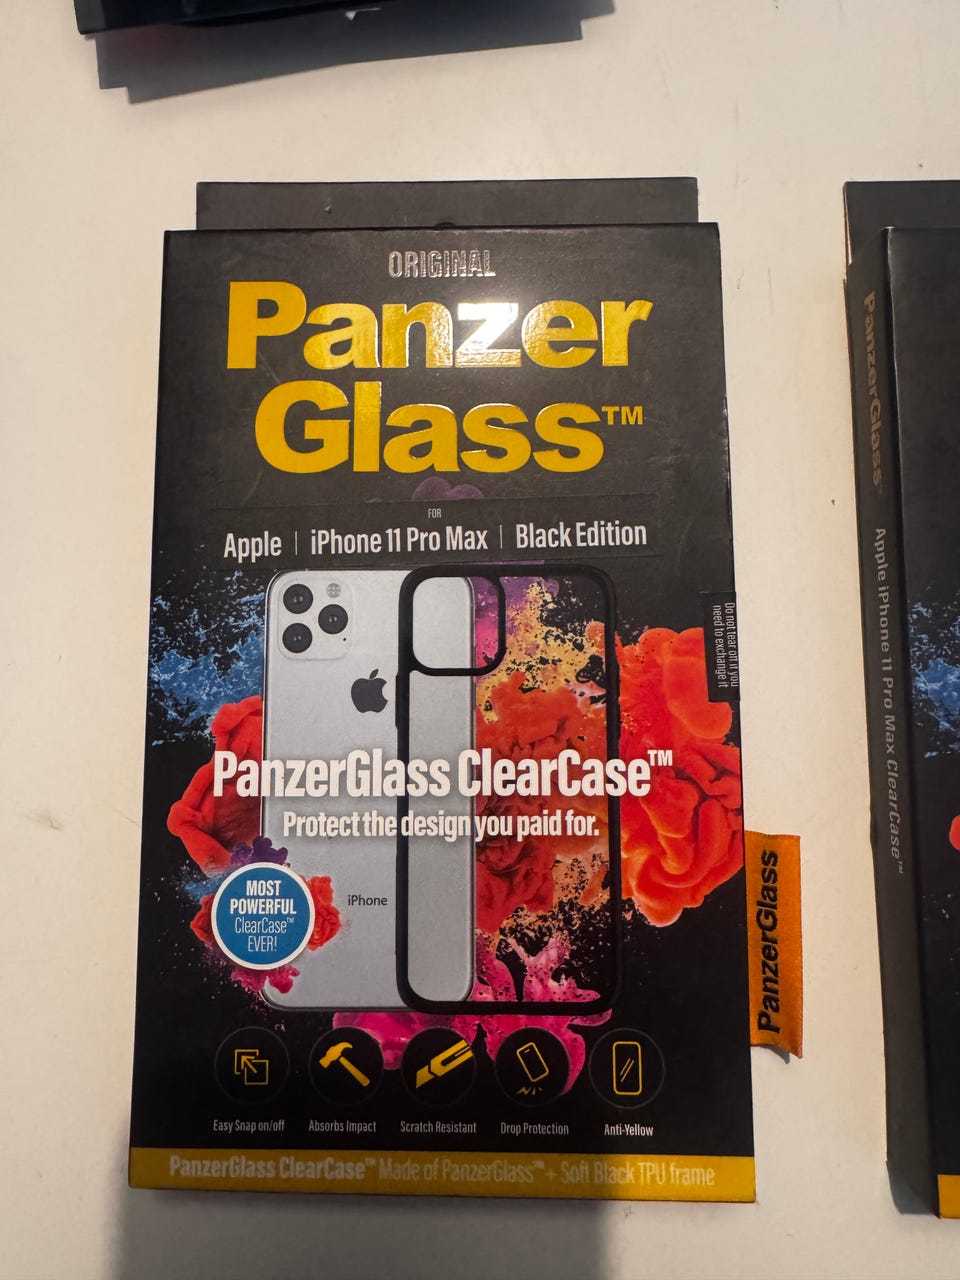 ORIGINAL
Panzer
Glass™
FOR
Apple | iPhone 11 Pro Max | Black Edition
Do not tear off if you
need to exchange it
PanzerGlass ClearCase™
Protect the design you paid for.
MOST
POWERFUL
ClearCase™
EVER!
iPhone
PanzerGlass
Easy Snap on/off
Absorbs Impact
Scratch Resistant
Drop Protection
Anti-Yellow
PanzerGlass ClearCase™ Made of PanzerGlass™ + Soft Black TPU frame
PanzerGlass™
Apple iPhone 11 Pro Max ClearCase™